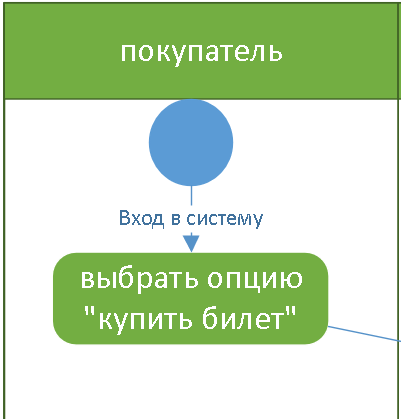 покупатель
Вход в систему
выбрать опцию
"купить билет"